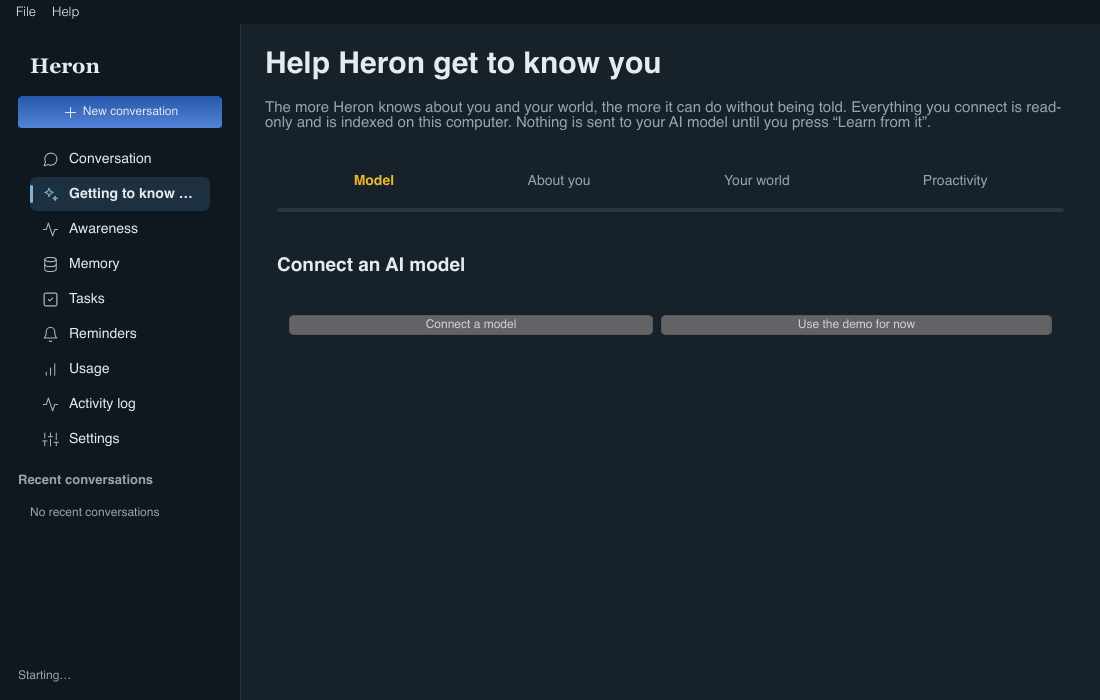 File Help
Heron
New conversation
Conversation
Getting to know ...
Awareness
Memory
Tasks
Reminders
Usage
Activity log
Settings
Recent conversations
No recent conversations
Starting...
Help Heron get to know you
The more Heron knows about you and your world, the more it can do without being told. Everything you connect is read-
only and is indexed on this computer. Nothing is sent to your AI model until you press “Learn from it”.
Model About you Your world Proactivity
Connect an AI model
Connect a model Use the demo for now